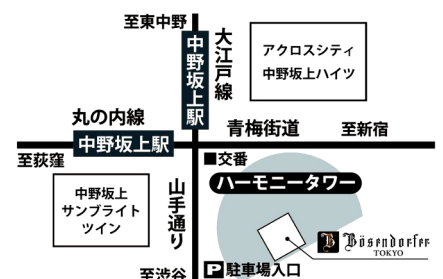 至東中野
中野坂上駅
大江戸線
アクロスシティ
中野坂上ハイツ
丸の内線
中野坂上駅
青梅街道
至新宿
至荻窪
■交番
ハーモニータワー
中野坂上
サンブライト
ツイン
山手通り
B Bösendorfer
TOKYO
至渋谷
P 駐車場入口